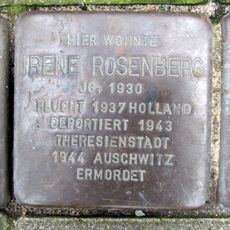 HIER WOHNTE
IRENE ROSENBERG
JG. 1930
FLUCHT 1937 HOLLAND
DEPORTIERT 1943
THERESIENSTADT
1944 AUSCHWITZ
ERMORDET